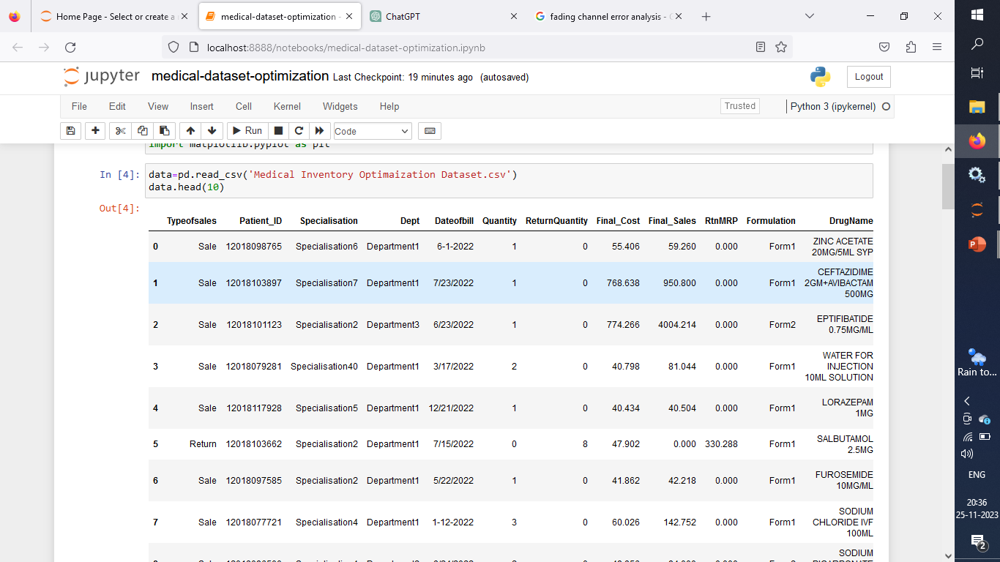 Home Page - Select or create a
medical-dataset-optimization -
ChatGPT
fading channel error analysis -
localhost:8888/notebooks/medical-dataset-optimization.ipynb
jupyter medical-dataset-optimization Last Checkpoint: 19 minutes ago (autosaved)
Logout
File Edit View Insert Cell Kernel Widgets Help
Trusted
Python 3 (ipykernel)
Run
Code
import matplotlib.pyplot as plt
In [4]: data=pd.read_csv('Medical Inventory Optimaization Dataset.csv')
data.head(10)
Out[4]:
Typeofsales Patient_ID Specialisation Dept Dateofbill Quantity ReturnQuantity Final_Cost Final_Sales RtnMRP Formulation DrugName
0 Sale 12018098765 Specialisation6 Department1 6-1-2022 1 0 55.406 59.260 0.000 Form1 ZINC ACETATE
20MG/5ML SYP
1 Sale 12018103897 Specialisation7 Department1 7/23/2022 1 0 768.638 950.800 0.000 Form1 CEFTAZIDIME
2GM+AVIBACTAM
500MG
2 Sale 12018101123 Specialisation2 Department3 6/23/2022 1 0 774.266 4004.214 0.000 Form2 EPTIFIBATIDE
0.75MG/ML
3 Sale 12018079281 Specialisation40 Department1 3/17/2022 2 0 40.798 81.044 0.000 Form1 WATER FOR
INJECTION
10ML SOLUTION
4 Sale 12018117928 Specialisation5 Department1 12/21/2022 1 0 40.434 40.504 0.000 Form1 LORAZEPAM
1MG
5 Return 12018103662 Specialisation2 Department1 7/15/2022 0 8 47.902 0.000 330.288 Form1 SALBUTAMOL
2.5MG
6 Sale 12018097585 Specialisation2 Department1 5/22/2022 1 0 41.862 42.218 0.000 Form1 FUROSEMIDE
10MG/ML
7 Sale 12018077721 Specialisation4 Department1 1-12-2022 3 0 60.026 142.752 0.000 Form1 SODIUM
CHLORIDE IVF
100ML
SODIUM
Rain to...
ENG
20:36
25-11-2023
2